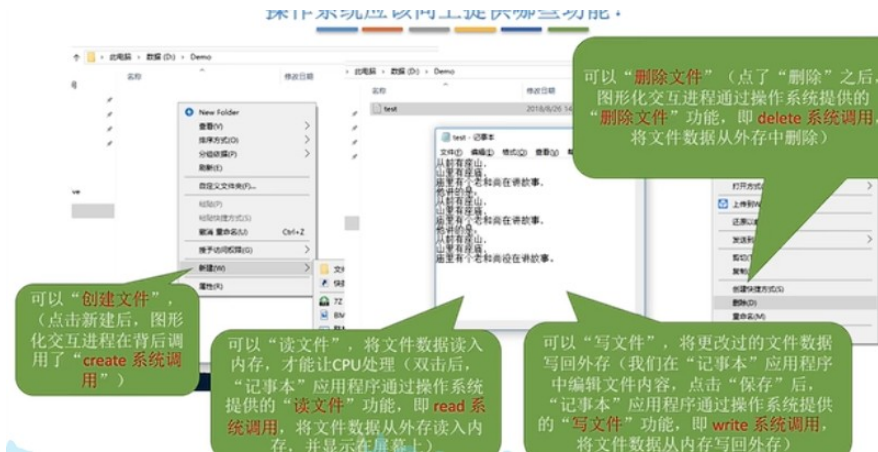 操作系统应该向上提供哪些功能?
此电脑 › 数据 (D:) › Demo
名称
修改日期
New Folder
查看(V)
排序方式(O)
分组依据(P)
刷新(E)
自定义文件夹(F)...
粘贴(P)
粘贴快捷方式(S)
撤消 重命名(U) Ctrl+Z
授予访问权限(G)
新建(W)
属性(R)
文件
快捷
7Z
BM
此电脑 › 数据 (D:) › Demo
名称
修改日期
test
2018/8/26 14
test - 记事本
文件(F) 编辑(E) 格式(O) 查看(V)
从前有座山,
山里有座庙,
庙里有个老和尚在讲故事,
他讲的是,
从前有座山,
山里有座庙,
庙里有个老和尚在讲故事,
他讲的是,
从前有座山,
山里有座庙,
庙里有个老和尚没在讲故事,
打开方式
上传到W
还原以
发送到
剪切(T)
复制
创建快捷方式(S)
删除(D)
重命名(M)
可以“删除文件”(点了“删除”之后,
图形化交互进程通过操作系统提供的
“删除文件”功能,即 delete 系统调用,
将文件数据从外存中删除)
可以“创建文件”,
(点击新建后,图形
化交互进程在背后调
用了“create 系统调
用”)
可以“读文件”,将文件数据读入
内存,才能让CPU处理(双击后,
“记事本”应用程序通过操作系统
提供的“读文件”功能,即 read 系
统调用,将文件数据从外存读入内
存,并显示在屏幕上)
可以“写文件”,将更改过的文件数据
写回外存(我们在“记事本”应用程序
中编辑文件内容,点击“保存”后,
“记事本”应用程序通过操作系统提供
的“写文件”功能,即 write 系统调用,
将文件数据从内存写回外存)